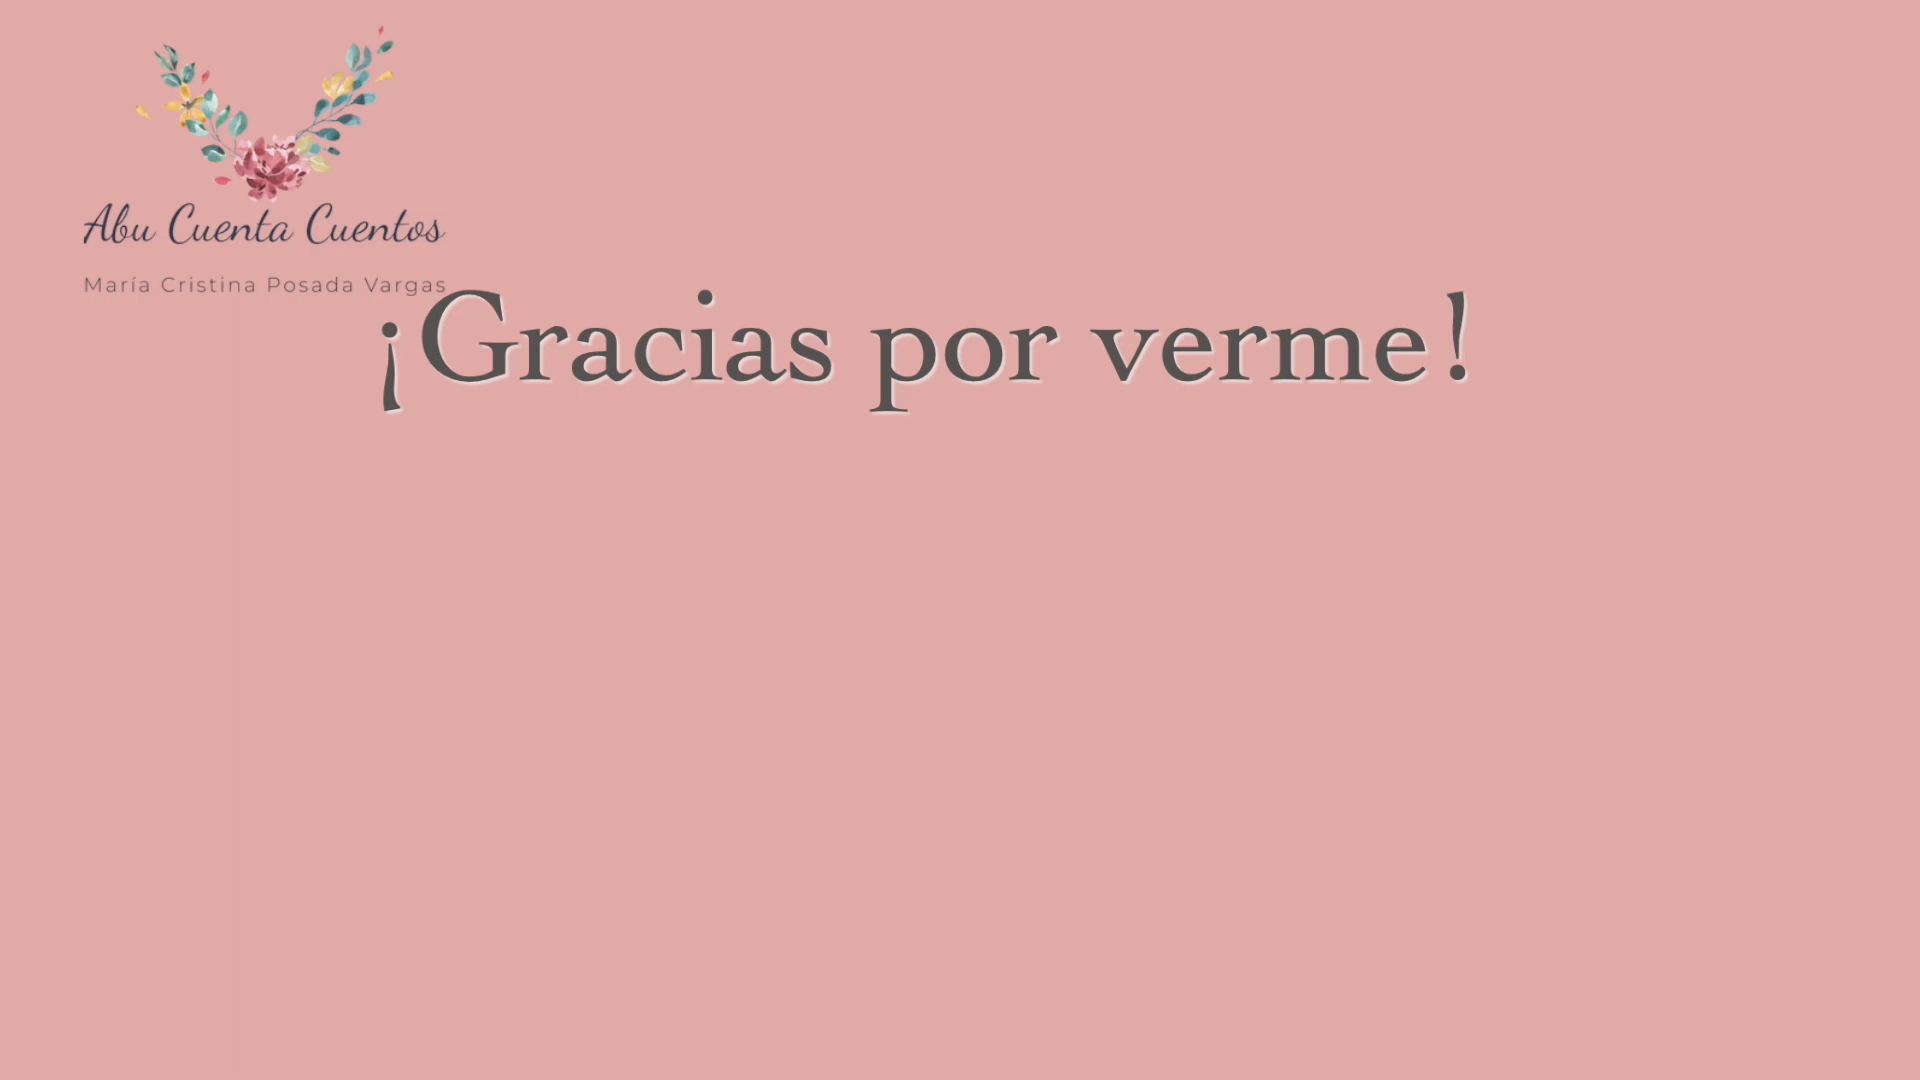 Abu Cuenta Cuentos
María Cristina Posada Vargas
¡Gracias por verme!